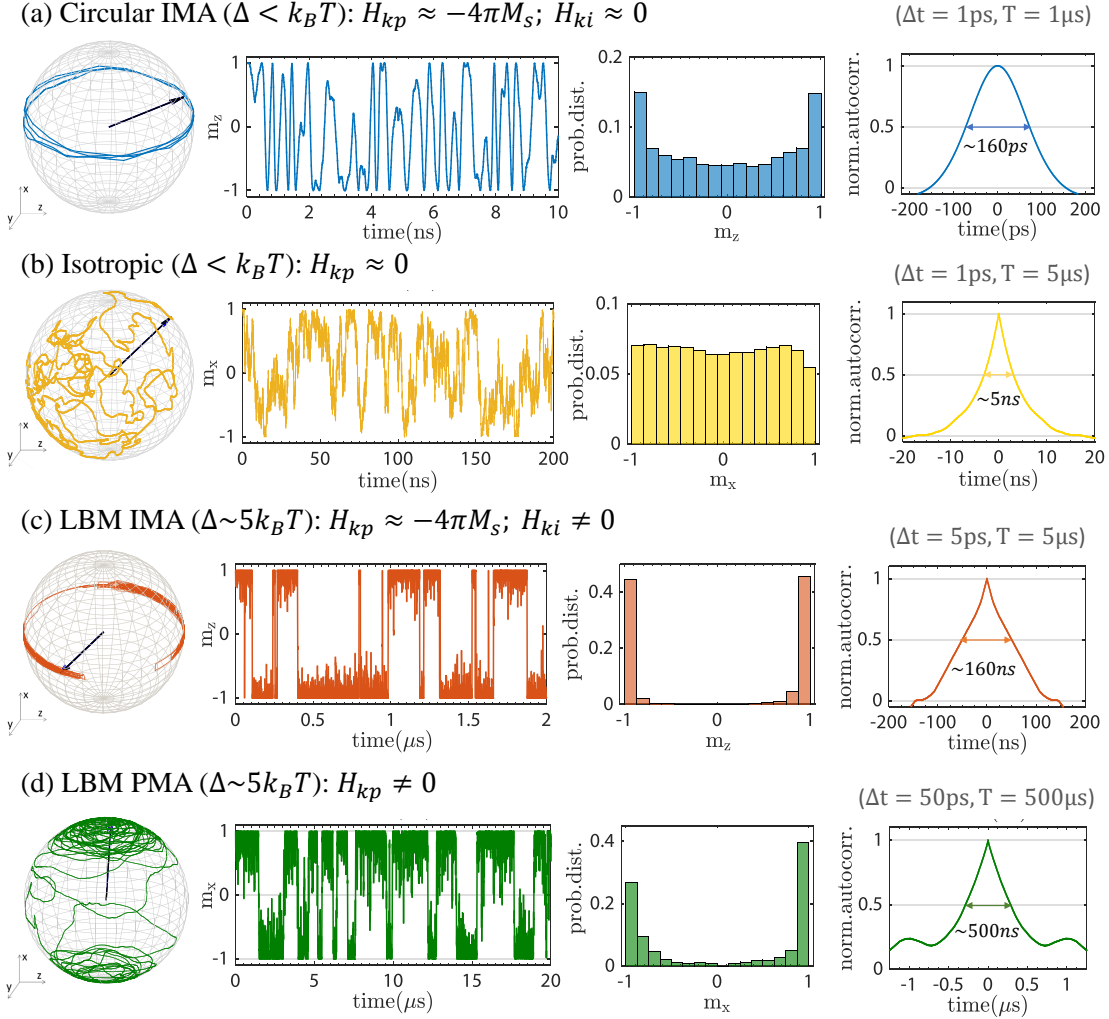 (a) Circular IMA (Δ < k_BT): H_kp ≈ −4πM_s; H_ki ≈ 0
(Δt = 1ps, T = 1μs)
x
y
z
m_z
1
0
-1
0 2 4 6 8 10
time(ns)
prob.dist.
0.2
0.1
0
-1 0 1
m_z
norm.autocorr.
1
0.5
0
~160ps
-200 -100 0 100 200
time(ps)
(b) Isotropic (Δ < k_BT): H_kp ≈ 0
(Δt = 1ps, T = 5μs)
x
y
z
m_x
1
0
-1
0 50 100 150 200
time(ns)
prob.dist.
0.1
0.05
0
-1 0 1
m_x
norm.autocorr.
1
0.5
0
~5ns
-20 -10 0 10 20
time(ns)
(c) LBM IMA (Δ~5k_BT): H_kp ≈ −4πM_s; H_ki ≠ 0
(Δt = 5ps, T = 5μs)
x
y
z
m_z
1
0
-1
0 0.5 1 1.5 2
time(μs)
prob.dist.
0.4
0.2
0
-1 0 1
m_z
norm.autocorr.
1
0.5
0
~160ns
-200 -100 0 100 200
time(ns)
(d) LBM PMA (Δ~5k_BT): H_kp ≠ 0
(Δt = 50ps, T = 500μs)
x
y
z
m_x
1
0
-1
0 5 10 15 20
time(μs)
prob.dist.
0.4
0.2
0
-1 0 1
m_x
norm.autocorr.
1
0.5
0
~500ns
-1 -0.5 0 0.5 1
time(μs)